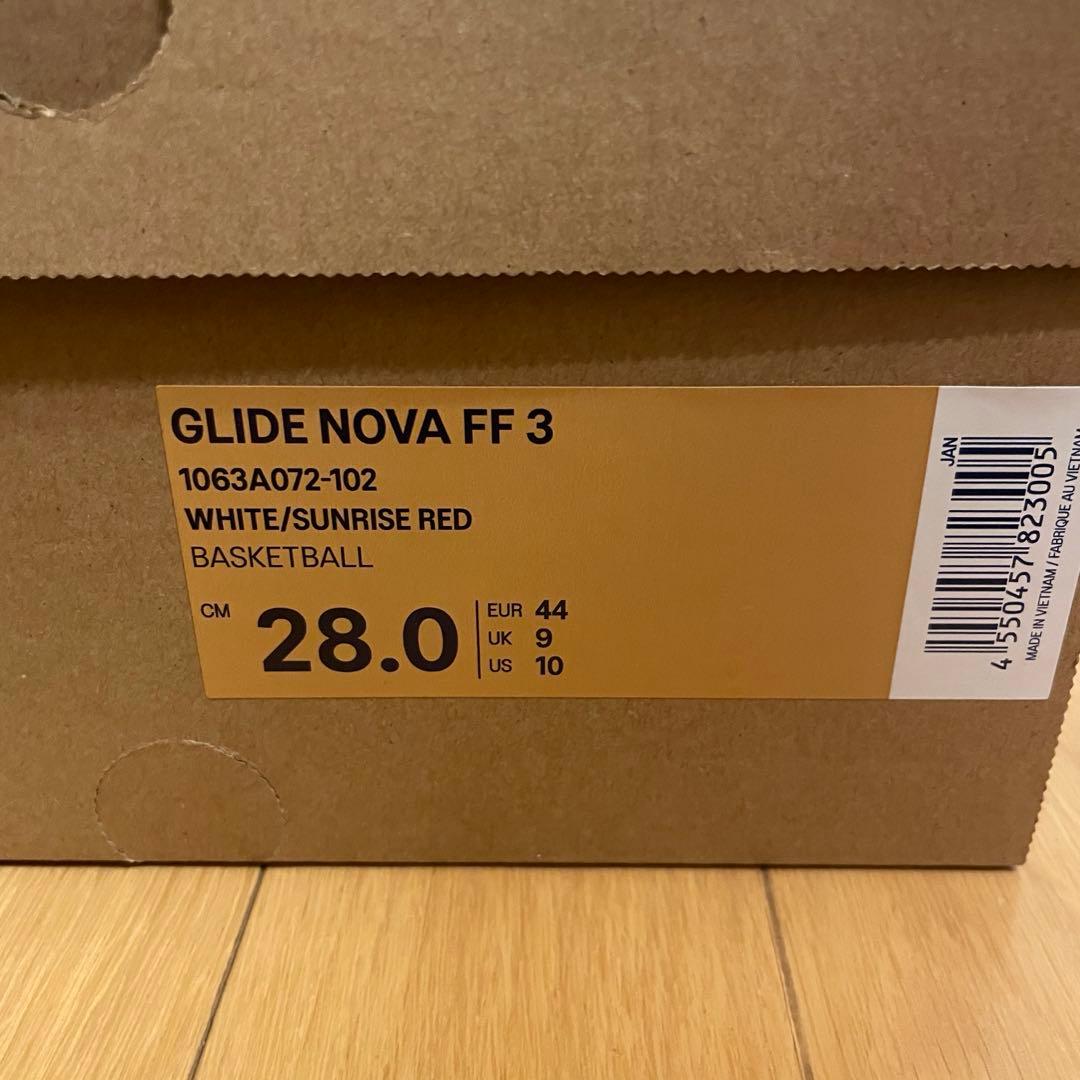 GLIDE NOVA FF 3
1063A072-102
WHITE/SUNRISE RED
BASKETBALL
CM 28.0
EUR 44
UK 9
US 10
JAN
4 550457 823005
MADE IN VIETNAM / FABRIQUE AU VIETNAM